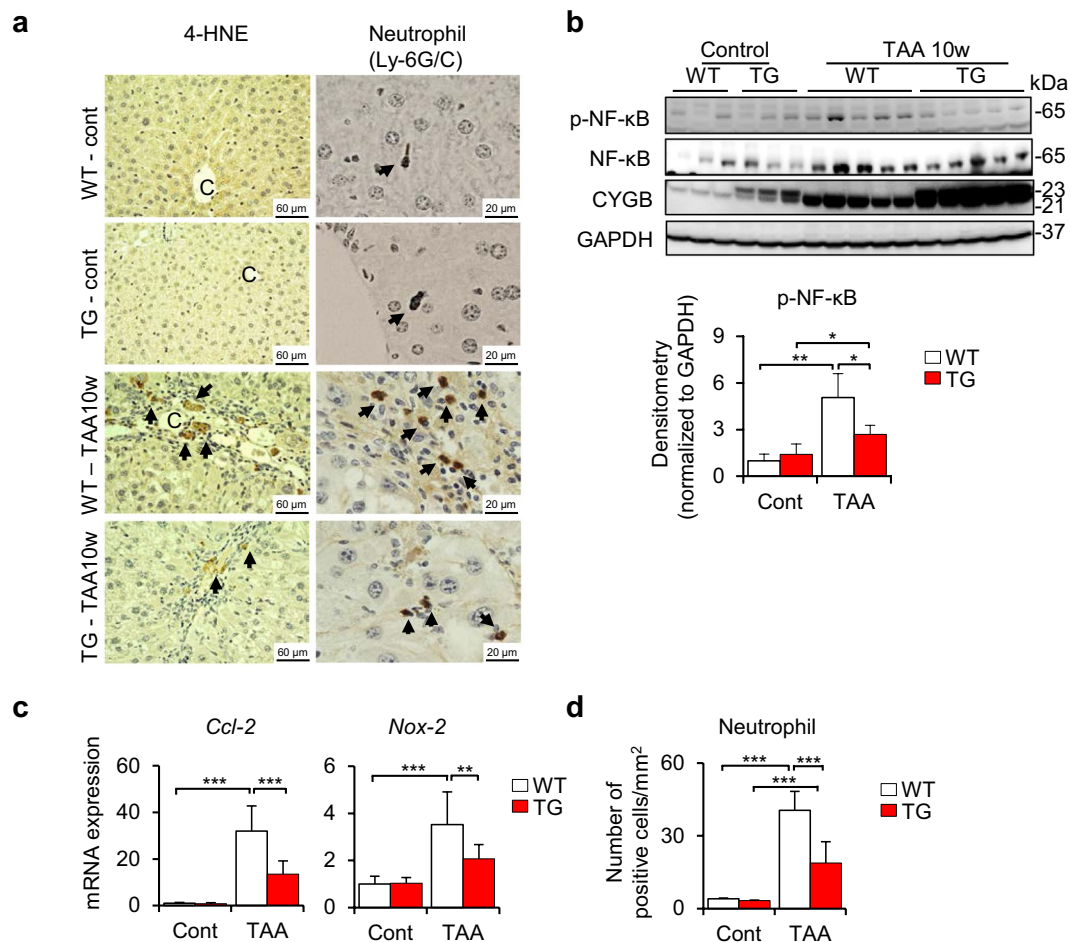 a
4-HNE
Neutrophil
(Ly-6G/C)
WT - cont
C
60 µm
20 µm
TG - cont
C
60 µm
20 µm
WT – TAA10w
C
60 µm
20 µm
TG - TAA10w
60 µm
20 µm
b
Control
TAA 10w
WT
TG
WT
TG
kDa
p-NF-κB
-65
NF-κB
-65
CYGB
-23
-21
GAPDH
-37
p-NF-κB
Densitometry
(normalized to GAPDH)
9
6
3
0
**
*
*
WT
TG
Cont
TAA
c
Ccl-2
mRNA expression
60
40
20
0
***
***
Cont
TAA
Nox-2
6
4
2
0
***
**
WT
TG
Cont
TAA
d
Neutrophil
Number of
positive cells/mm²
60
30
0
***
***
***
WT
TG
Cont
TAA